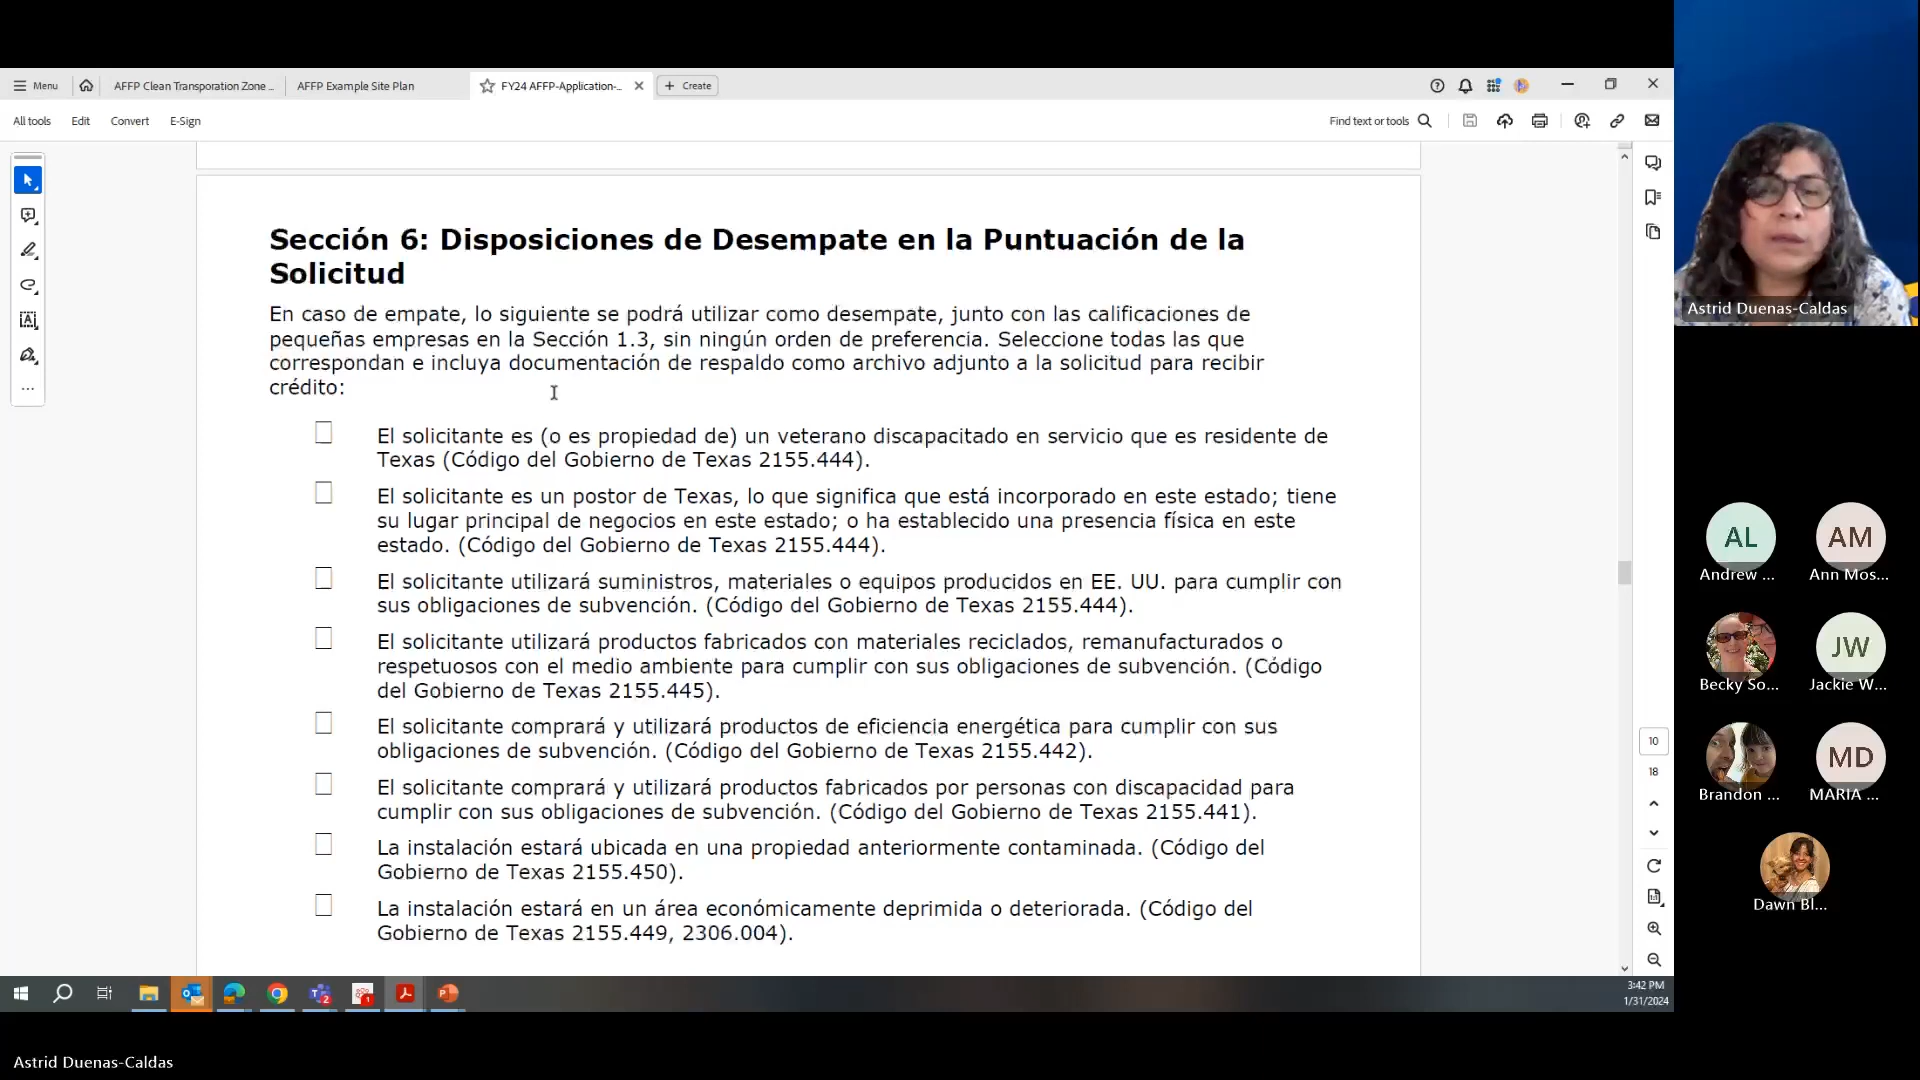 Menu
AFFP Clean Transporation Zone ...
AFFP Example Site Plan
FY24 AFFP-Application-...
Create
All tools
Edit
Convert
E-Sign
Find text or tools
Sección 6: Disposiciones de Desempate en la Puntuación de la
Solicitud
En caso de empate, lo siguiente se podrá utilizar como desempate, junto con las calificaciones de
pequeñas empresas en la Sección 1.3, sin ningún orden de preferencia. Seleccione todas las que
correspondan e incluya documentación de respaldo como archivo adjunto a la solicitud para recibir
crédito:
El solicitante es (o es propiedad de) un veterano discapacitado en servicio que es residente de
Texas (Código del Gobierno de Texas 2155.444).
El solicitante es un postor de Texas, lo que significa que está incorporado en este estado; tiene
su lugar principal de negocios en este estado; o ha establecido una presencia física en este
estado. (Código del Gobierno de Texas 2155.444).
El solicitante utilizará suministros, materiales o equipos producidos en EE. UU. para cumplir con
sus obligaciones de subvención. (Código del Gobierno de Texas 2155.444).
El solicitante utilizará productos fabricados con materiales reciclados, remanufacturados o
respetuosos con el medio ambiente para cumplir con sus obligaciones de subvención. (Código
del Gobierno de Texas 2155.445).
El solicitante comprará y utilizará productos de eficiencia energética para cumplir con sus
obligaciones de subvención. (Código del Gobierno de Texas 2155.442).
El solicitante comprará y utilizará productos fabricados por personas con discapacidad para
cumplir con sus obligaciones de subvención. (Código del Gobierno de Texas 2155.441).
La instalación estará ubicada en una propiedad anteriormente contaminada. (Código del
Gobierno de Texas 2155.450).
La instalación estará en un área económicamente deprimida o deteriorada. (Código del
Gobierno de Texas 2155.449, 2306.004).
10
18
3:42 PM
1/31/2024
Astrid Duenas-Caldas
AL
AM
Andrew ...
Ann Mos...
JW
Becky So...
Jackie W...
MD
Brandon ...
MARIA ...
Dawn Bl...
Astrid Duenas-Caldas